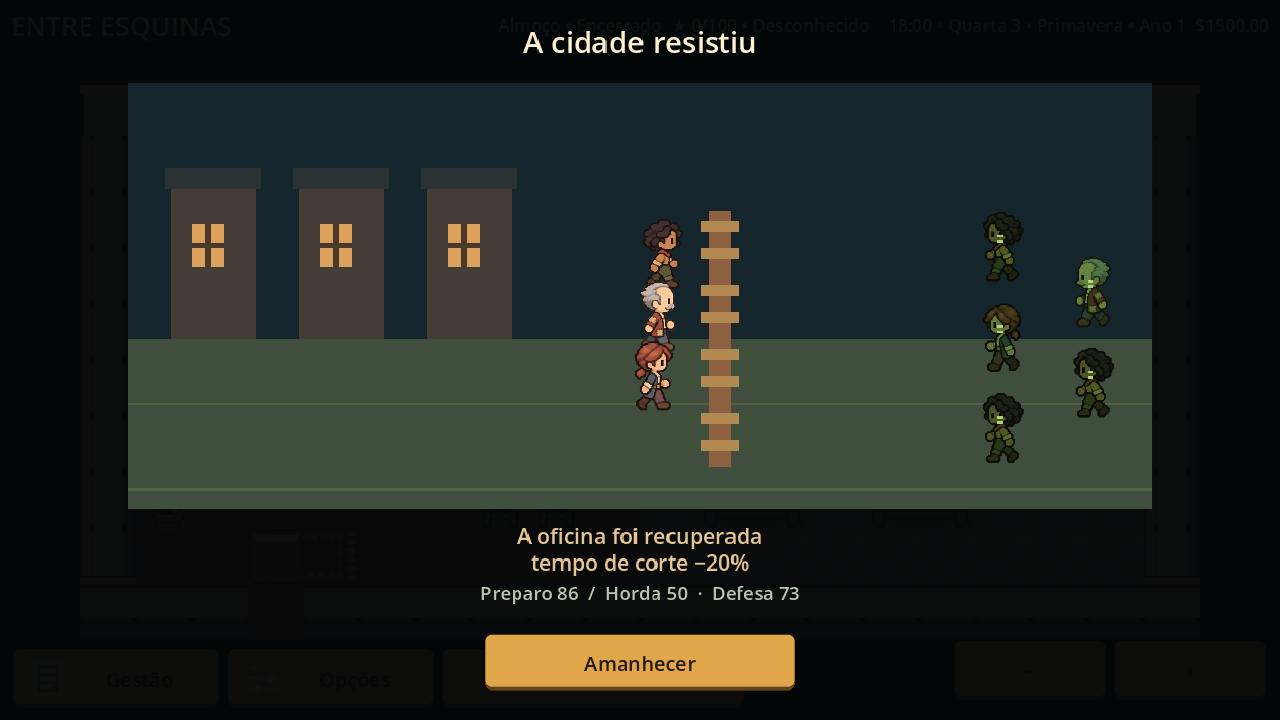 ENTRE ESQUINAS
Almoço • Encerrado ★ 0/100 • Desconhecido 18:00 • Quarta 3 • Primavera • Ano 1 $1500.00
A cidade resistiu
A oficina foi recuperada
tempo de corte −20%
Preparo 86 / Horda 50 · Defesa 73
Amanhecer
Gestão
Opções